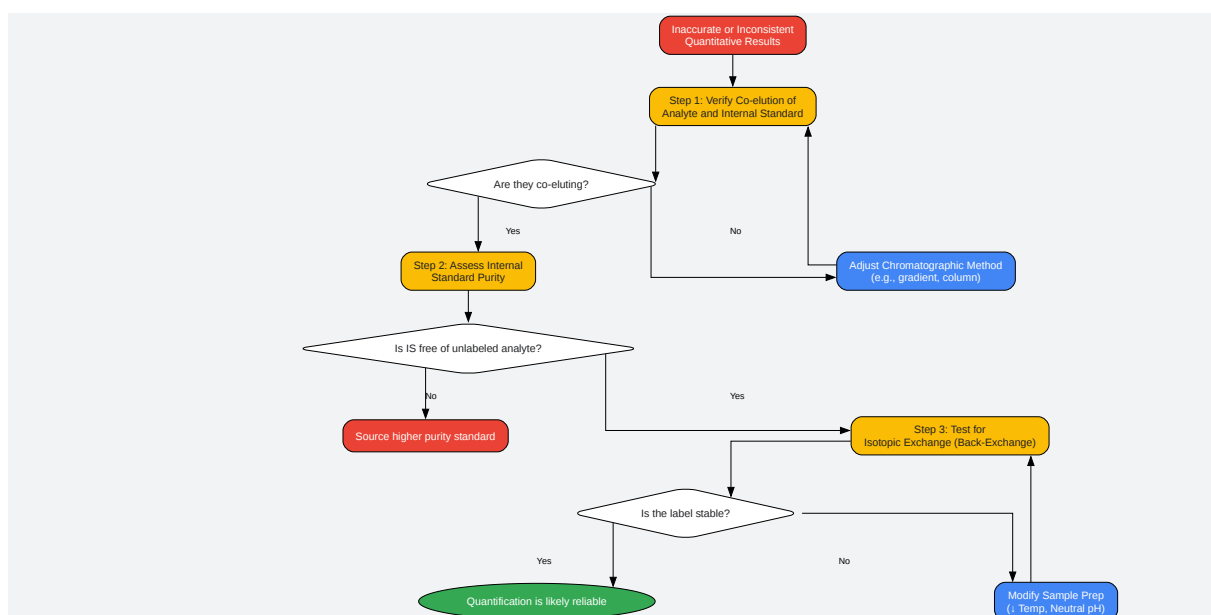 Inaccurate or Inconsistent
Quantitative Results
Step 1: Verify Co-elution of
Analyte and Internal Standard
Are they co-eluting?
Yes
No
Step 2: Assess Internal
Standard Purity
Adjust Chromatographic Method
(e.g., gradient, column)
Is IS free of unlabeled analyte?
No
Yes
Source higher purity standard
Step 3: Test for
Isotopic Exchange (Back-Exchange)
Is the label stable?
Yes
No
Quantification is likely reliable
Modify Sample Prep
(↓ Temp, Neutral pH)